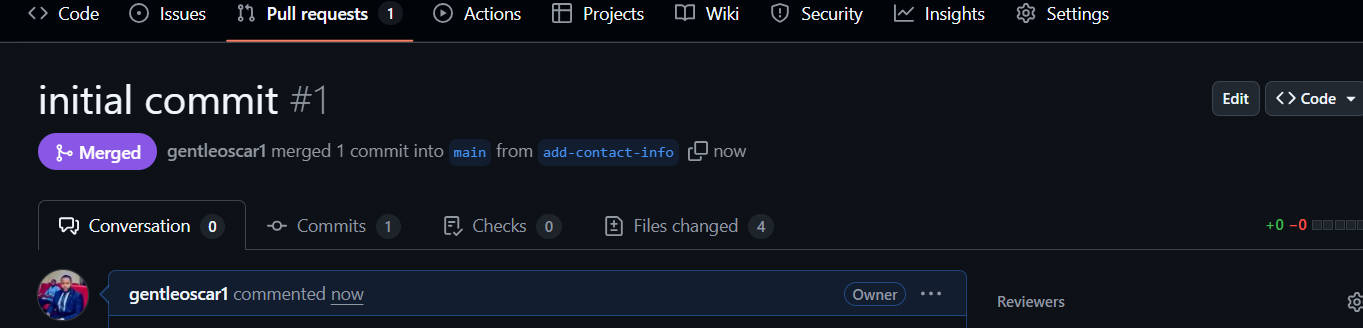 Code Issues Pull requests 1 Actions Projects Wiki Security Insights Settings
initial commit #1
Edit Code
Merged gentleoscar1 merged 1 commit into main from add-contact-info now
Conversation 0 Commits 1 Checks 0 Files changed 4 +0 −0
gentleoscar1 commented now Owner ...
Reviewers